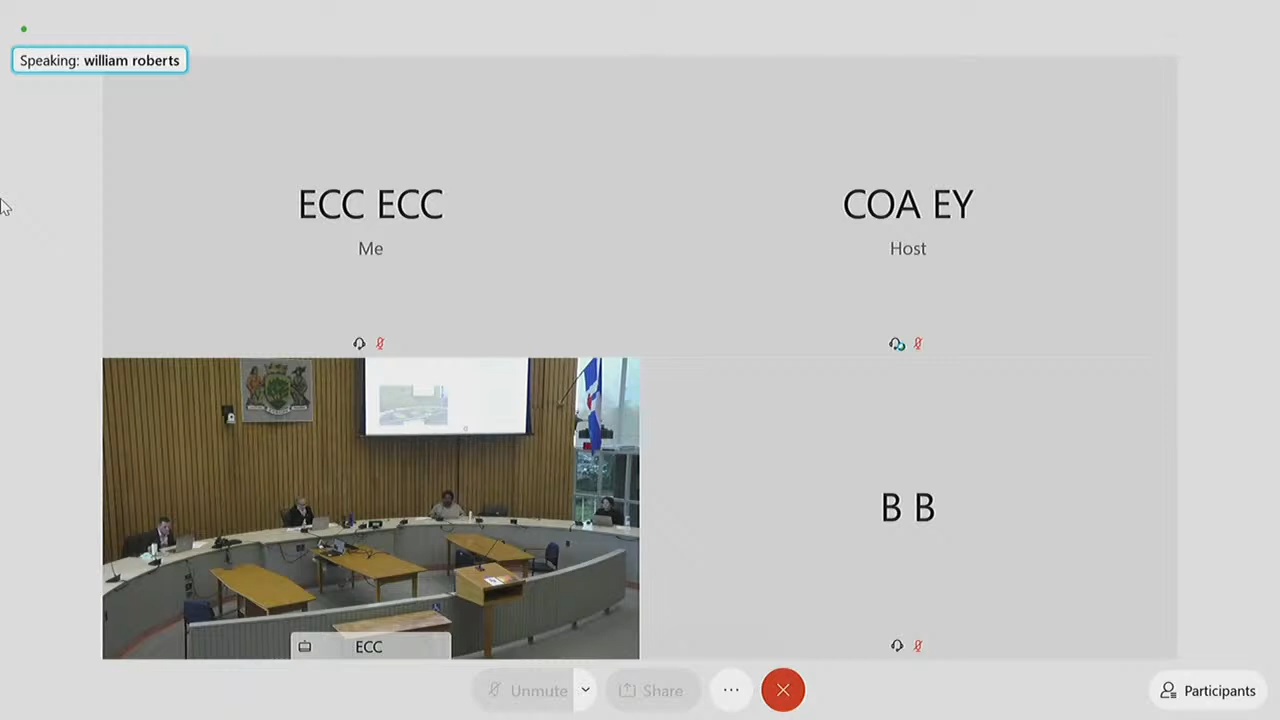 Speaking: william roberts
ECC ECC
Me
COA EY
Host
ECC
B B
Unmute
Share
Participants